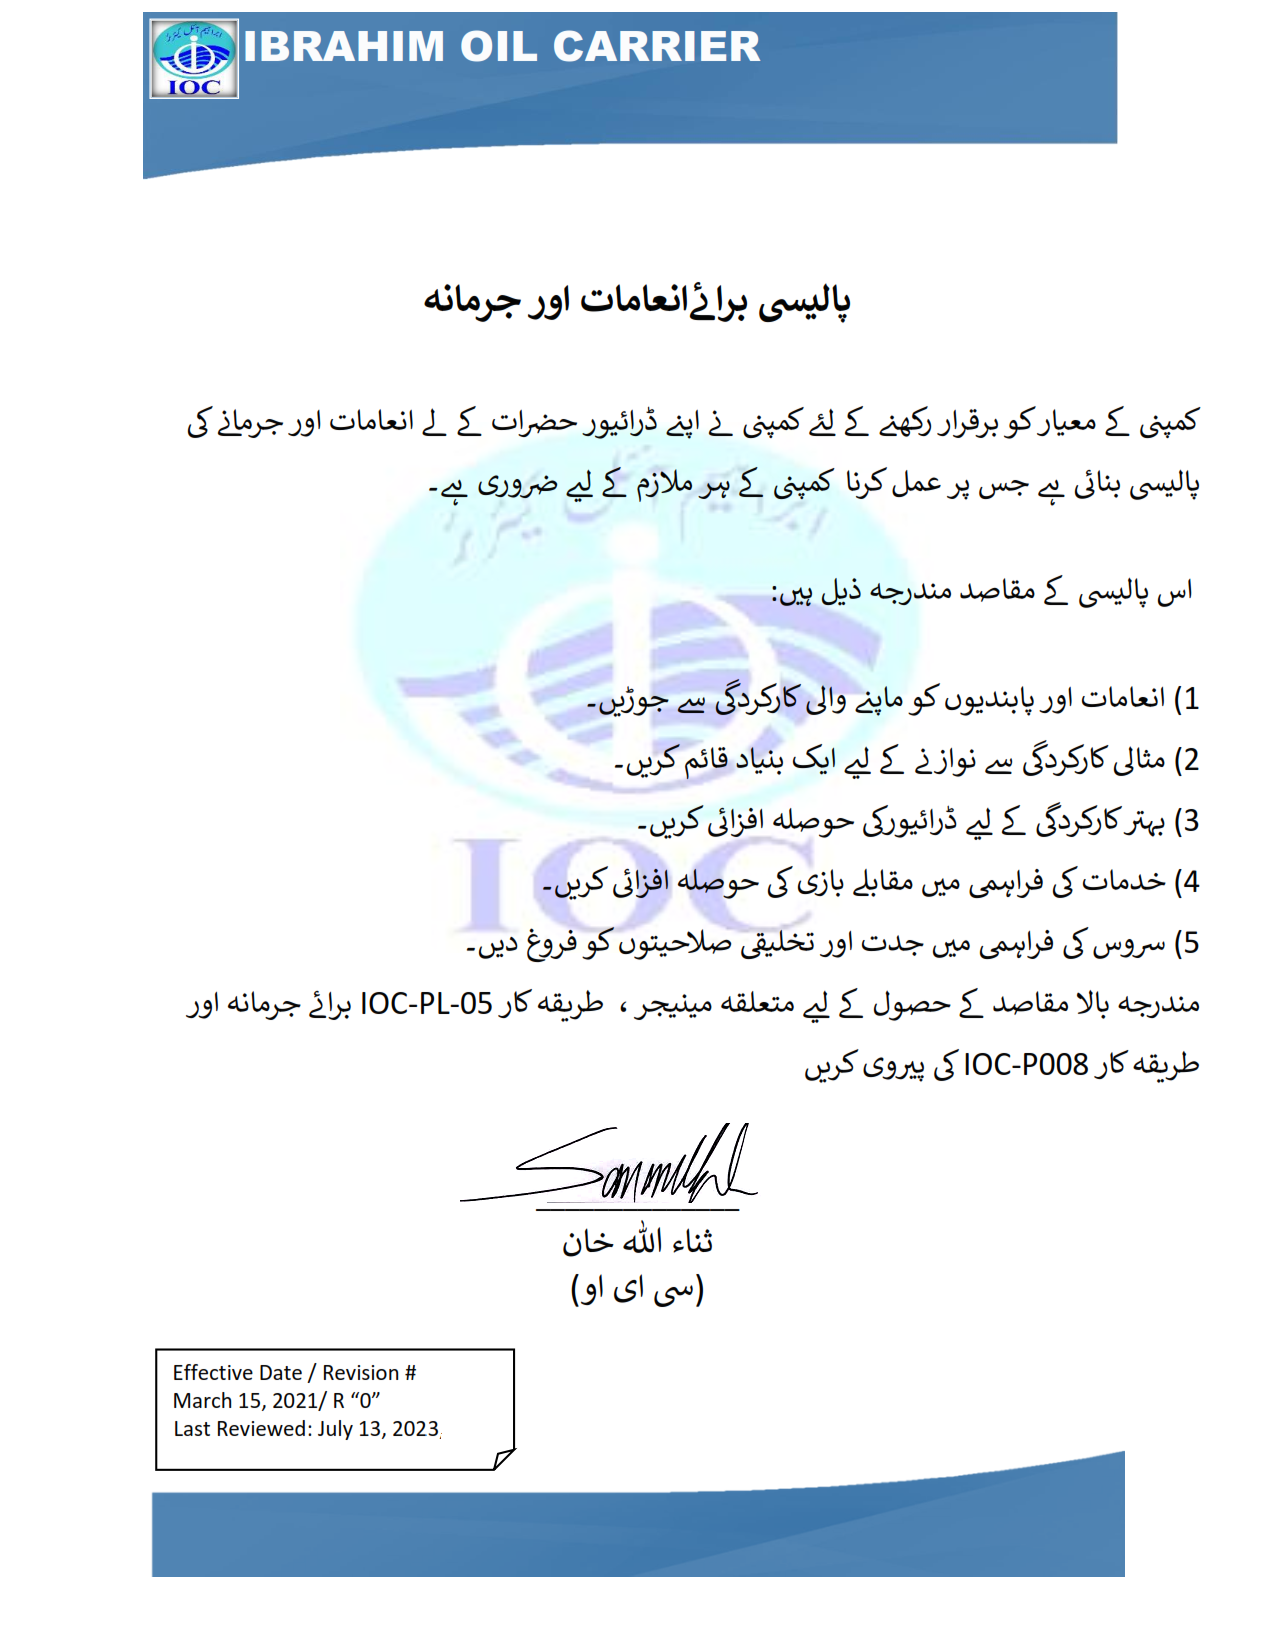 IBRAHIM OIL CARRIER
ابراہیم آئل کیرئرز
IOC
پالیسی برائےانعامات اور جرمانہ
کمپنی کے معیار کو برقرار رکھنے کے لئے کمپنی نے اپنے ڈرائیور حضرات کے لے انعامات اور جرمانے کی
پالیسی بنائی ہے جس پر عمل کرنا کمپنی کے ہر ملازم کے لیے ضروری ہے۔
اس پالیسی کے مقاصد مندرجہ ذیل ہیں:
1) انعامات اور پابندیوں کو ماپنے والی کارکردگی سے جوڑیں۔
2) مثالی کارکردگی سے نوازنے کے لیے ایک بنیاد قائم کریں۔
3) بہتر کارکردگی کے لیے ڈرائیورکی حوصلہ افزائی کریں۔
4) خدمات کی فراہمی میں مقابلے بازی کی حوصلہ افزائی کریں۔
5) سروس کی فراہمی میں جدت اور تخلیقی صلاحیتوں کو فروغ دیں۔
مندرجہ بالا مقاصد کے حصول کے لیے متعلقہ مینیجر ، طریقہ کار IOC-PL-05 برائے جرمانہ اور
طریقہ کار IOC-P008 کی پیروی کریں
ثناء اللہ خان
(سی ای او)
Effective Date / Revision #
March 15, 2021/ R “0”
Last Reviewed: July 13, 2023,